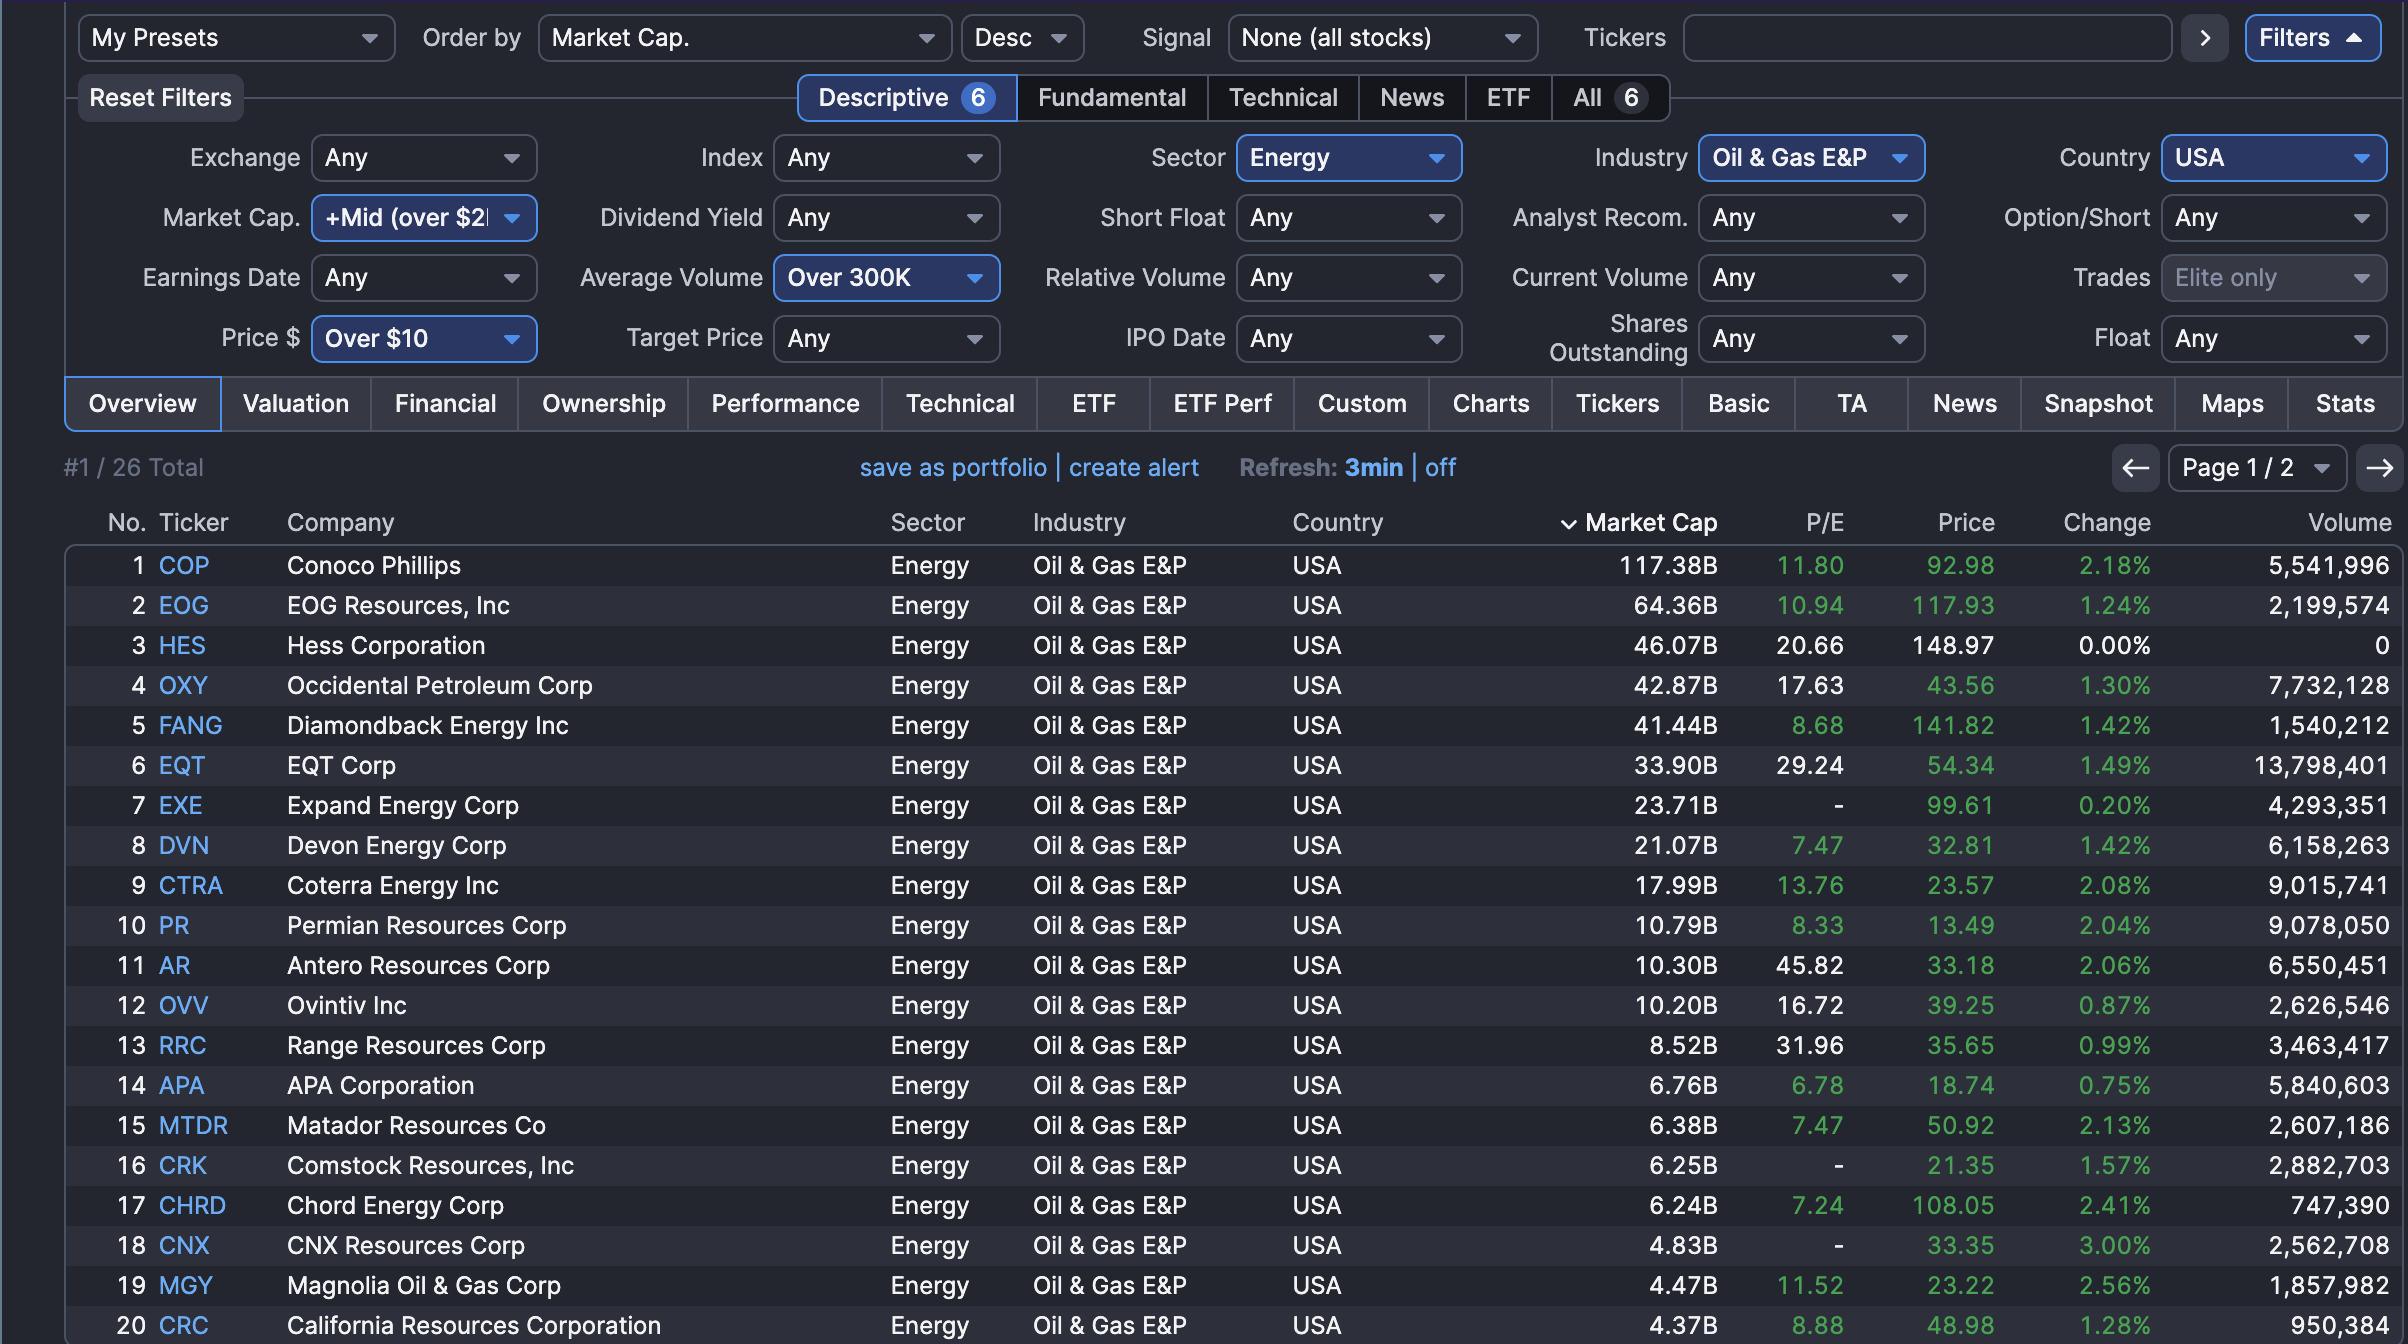 My Presets Order by Market Cap. Desc Signal None (all stocks) Tickers Filters
Reset Filters Descriptive 6 Fundamental Technical News ETF All 6
Exchange Any Index Any Sector Energy Industry Oil & Gas E&P Country USA
Market Cap. +Mid (over $2 Dividend Yield Any Short Float Any Analyst Recom. Any Option/Short Any
Earnings Date Any Average Volume Over 300K Relative Volume Any Current Volume Any Trades Elite only
Price $ Over $10 Target Price Any IPO Date Any Shares Outstanding Any Float Any
Overview Valuation Financial Ownership Performance Technical ETF ETF Perf Custom Charts Tickers Basic TA News Snapshot Maps Stats
#1 / 26 Total save as portfolio | create alert Refresh: 3min | off Page 1 / 2
No. Ticker Company Sector Industry Country Market Cap P/E Price Change Volume
1 COP Conoco Phillips Energy Oil & Gas E&P USA 117.38B 11.80 92.98 2.18% 5,541,996
2 EOG EOG Resources, Inc Energy Oil & Gas E&P USA 64.36B 10.94 117.93 1.24% 2,199,574
3 HES Hess Corporation Energy Oil & Gas E&P USA 46.07B 20.66 148.97 0.00% 0
4 OXY Occidental Petroleum Corp Energy Oil & Gas E&P USA 42.87B 17.63 43.56 1.30% 7,732,128
5 FANG Diamondback Energy Inc Energy Oil & Gas E&P USA 41.44B 8.68 141.82 1.42% 1,540,212
6 EQT EQT Corp Energy Oil & Gas E&P USA 33.90B 29.24 54.34 1.49% 13,798,401
7 EXE Expand Energy Corp Energy Oil & Gas E&P USA 23.71B - 99.61 0.20% 4,293,351
8 DVN Devon Energy Corp Energy Oil & Gas E&P USA 21.07B 7.47 32.81 1.42% 6,158,263
9 CTRA Coterra Energy Inc Energy Oil & Gas E&P USA 17.99B 13.76 23.57 2.08% 9,015,741
10 PR Permian Resources Corp Energy Oil & Gas E&P USA 10.79B 8.33 13.49 2.04% 9,078,050
11 AR Antero Resources Corp Energy Oil & Gas E&P USA 10.30B 45.82 33.18 2.06% 6,550,451
12 OVV Ovintiv Inc Energy Oil & Gas E&P USA 10.20B 16.72 39.25 0.87% 2,626,546
13 RRC Range Resources Corp Energy Oil & Gas E&P USA 8.52B 31.96 35.65 0.99% 3,463,417
14 APA APA Corporation Energy Oil & Gas E&P USA 6.76B 6.78 18.74 0.75% 5,840,603
15 MTDR Matador Resources Co Energy Oil & Gas E&P USA 6.38B 7.47 50.92 2.13% 2,607,186
16 CRK Comstock Resources, Inc Energy Oil & Gas E&P USA 6.25B - 21.35 1.57% 2,882,703
17 CHRD Chord Energy Corp Energy Oil & Gas E&P USA 6.24B 7.24 108.05 2.41% 747,390
18 CNX CNX Resources Corp Energy Oil & Gas E&P USA 4.83B - 33.35 3.00% 2,562,708
19 MGY Magnolia Oil & Gas Corp Energy Oil & Gas E&P USA 4.47B 11.52 23.22 2.56% 1,857,982
20 CRC California Resources Corporation Energy Oil & Gas E&P USA 4.37B 8.88 48.98 1.28% 950,384